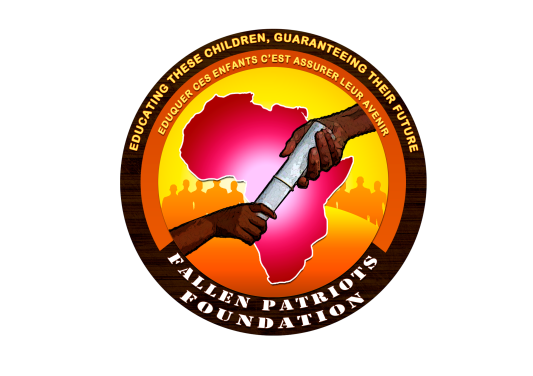 EDUCATING THESE CHILDREN, GUARANTEEING THEIR FUTURE
EDUQUER CES ENFANTS C'EST ASSURER LEUR AVENIR
FALLEN PATRIOTS
FOUNDATION